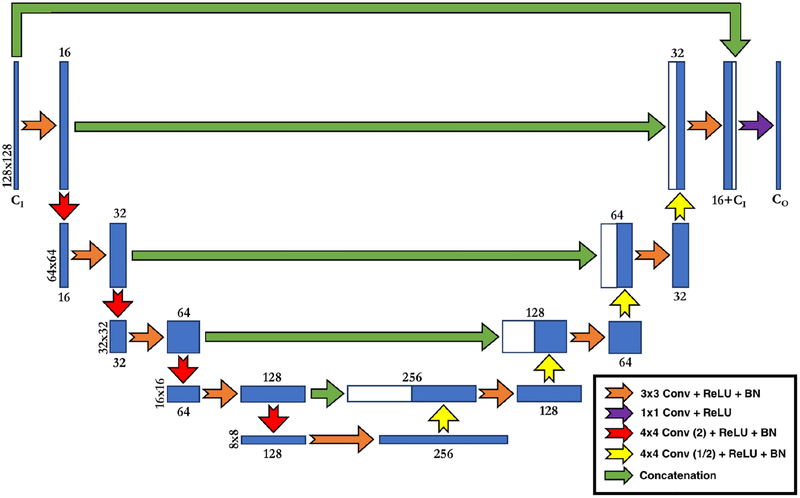 16
32
128x128
C_I
16+C_I
C_O
32
64
64x64
16
32
64
128
32x32
32
64
128
256
16x16
64
128
8x8
128
256
3x3 Conv + ReLU + BN
1x1 Conv + ReLU
4x4 Conv (2) + ReLU + BN
4x4 Conv (1/2) + ReLU + BN
Concatenation